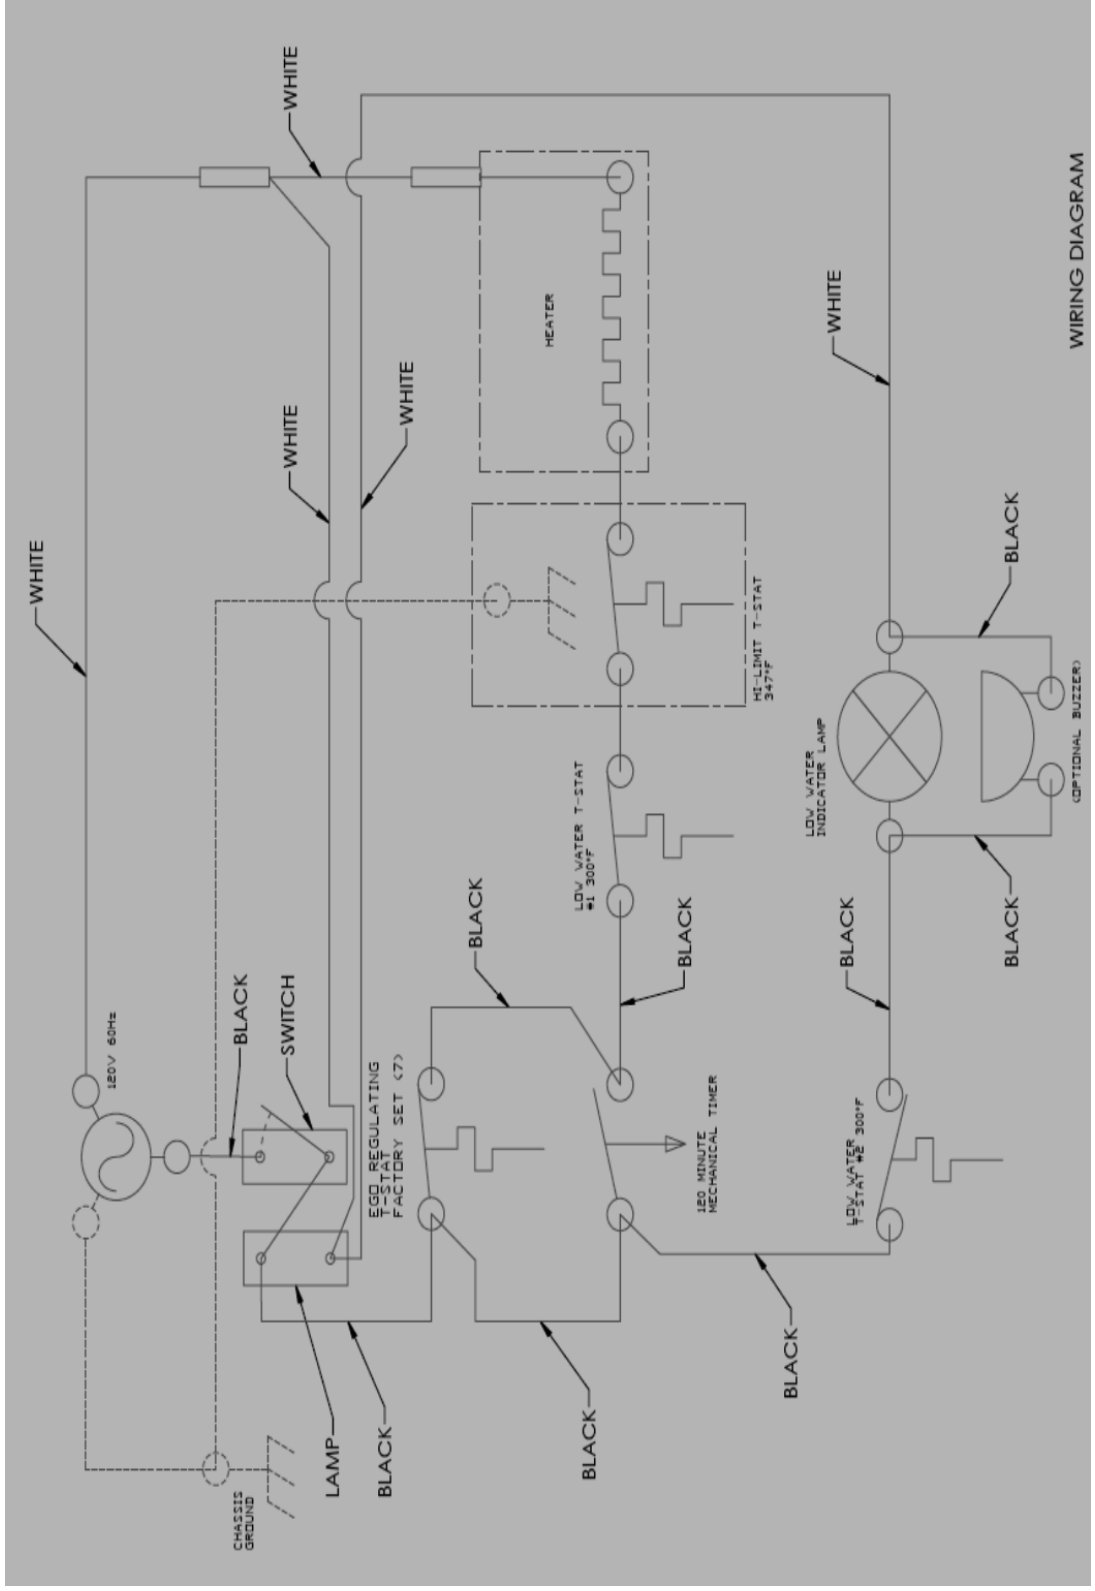 WHITE
WHITE
120V 60Hz
BLACK
SWITCH
WHITE
WHITE
WHITE
CHASSIS
GROUND
LAMP
BLACK
EGO REGULATING
T-STAT
FACTORY SET <7>
BLACK
BLACK
LOW WATER T-STAT
#1 300°F
BLACK
HEATER
HI-LIMIT T-STAT
347°F
120 MINUTE
MECHANICAL TIMER
BLACK
LOW WATER
T-STAT #2 300°F
BLACK
LOW WATER
INDICATOR LAMP
WHITE
BLACK
BLACK
<OPTIONAL BUZZER>
WIRING DIAGRAM